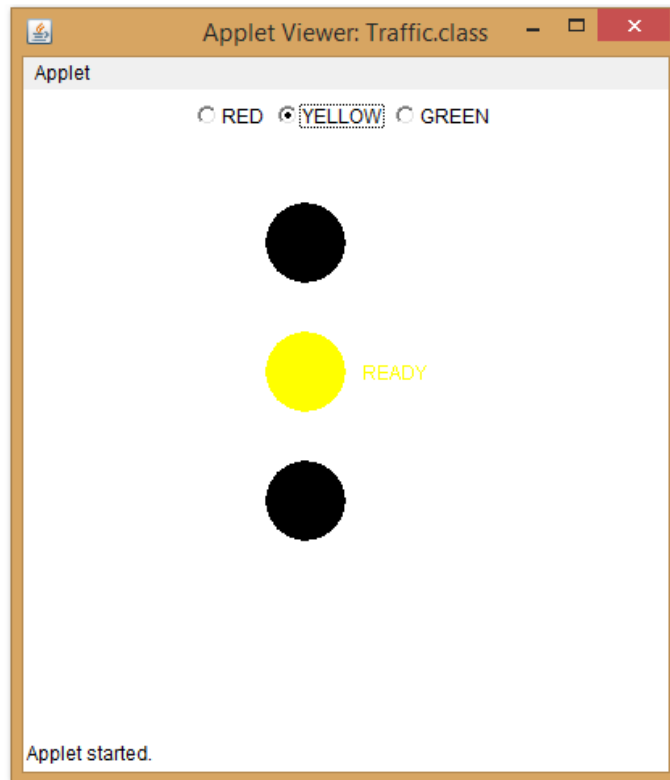 Applet Viewer: Traffic.class
Applet
RED YELLOW GREEN
READY
Applet started.